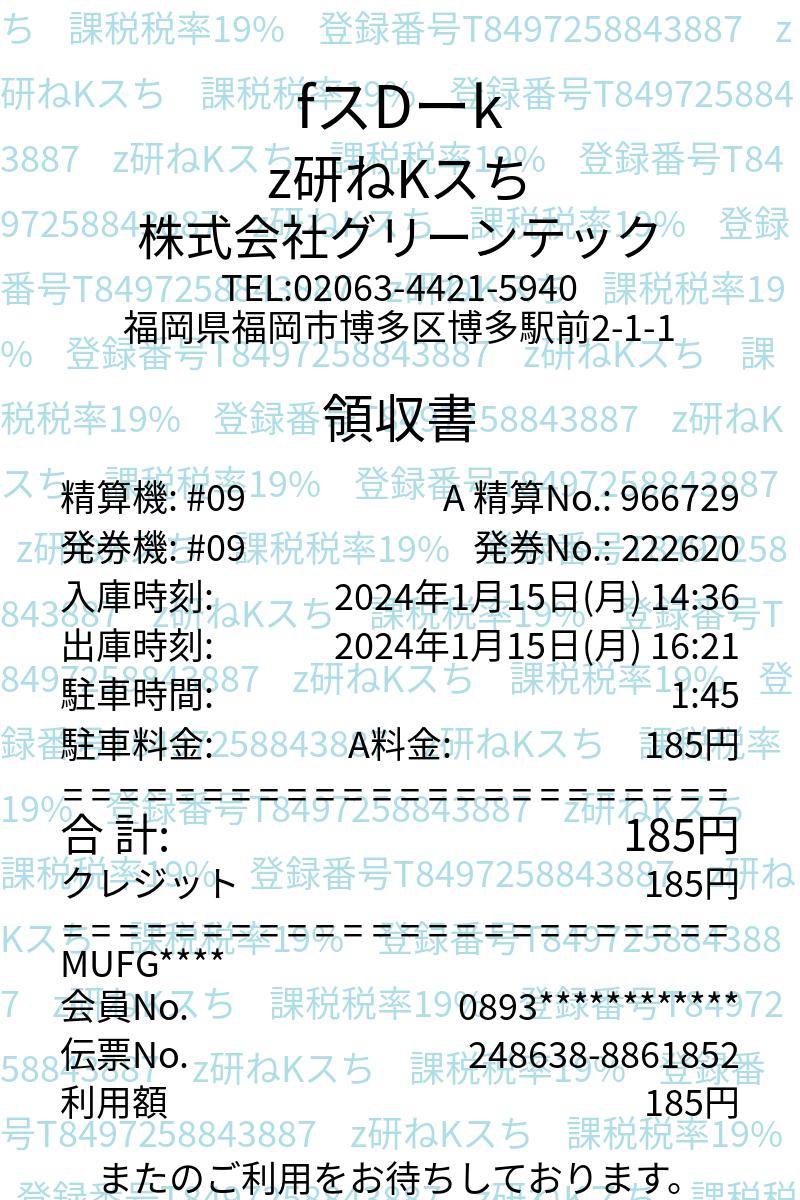 fスDーk
z研ねKスち
株式会社グリーンテック
TEL:02063-4421-5940
福岡県福岡市博多区博多駅前2-1-1
領収書
精算機: #09 A 精算No.: 966729
発券機: #09 発券No.: 222620
入庫時刻: 2024年1月15日(月) 14:36
出庫時刻: 2024年1月15日(月) 16:21
駐車時間: 1:45
駐車料金: A料金: 185円
========================
合 計: 185円
クレジット 185円
========================
MUFG****
会員No. 0893************
伝票No. 248638-8861852
利用額 185円
またのご利用をお待ちしております。